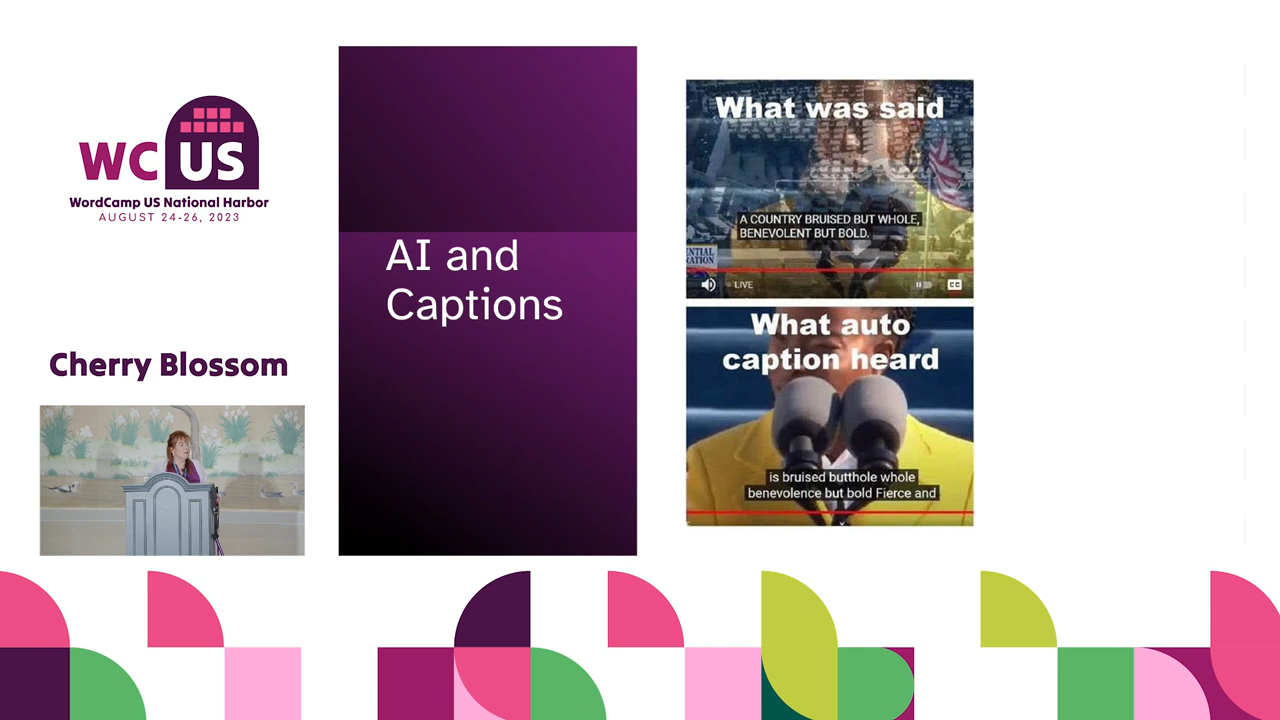 WC US
WordCamp US National Harbor
AUGUST 24-26, 2023
Cherry Blossom
AI and
Captions
What was said
A COUNTRY BRUISED BUT WHOLE,
BENEVOLENT BUT BOLD.
LIVE
CC
What auto
caption heard
is bruised butthole whole
benevolence but bold Fierce and